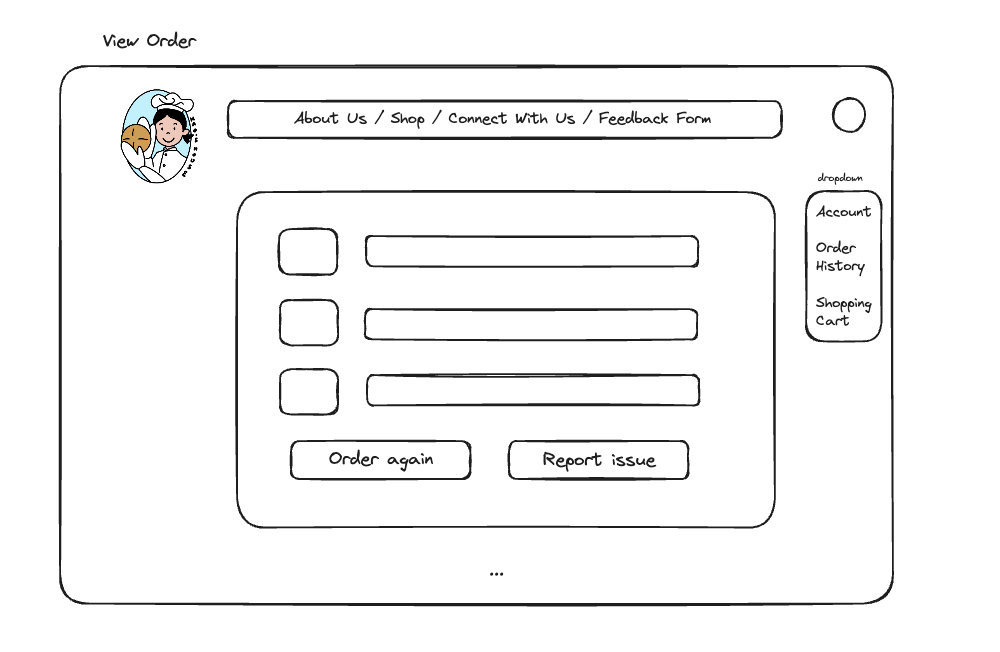 View Order
About Us / Shop / Connect With Us / Feedback Form
dropdown
Account
Order
History
Shopping
Cart
Order again
Report issue
...